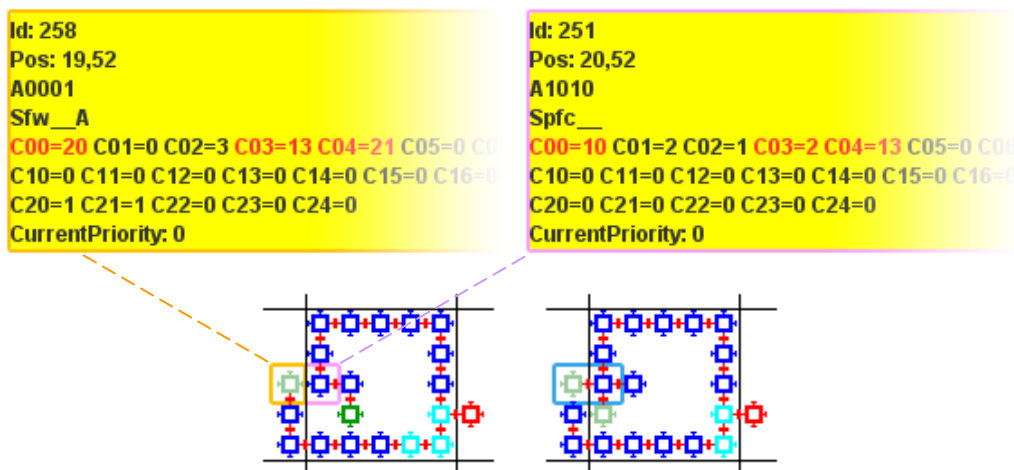 Id: 258
Pos: 19,52
A0001
Sfw__A
C00=20 C01=0 C02=3 C03=13 C04=21 C05=0
C10=0 C11=0 C12=0 C13=0 C14=0 C15=0 C16=0
C20=1 C21=1 C22=0 C23=0 C24=0
CurrentPriority: 0
Id: 251
Pos: 20,52
A1010
Spfc__
C00=10 C01=2 C02=1 C03=2 C04=13 C05=0 C06
C10=0 C11=0 C12=0 C13=0 C14=0 C15=0 C16=0
C20=0 C21=0 C22=0 C23=0 C24=0
CurrentPriority: 0